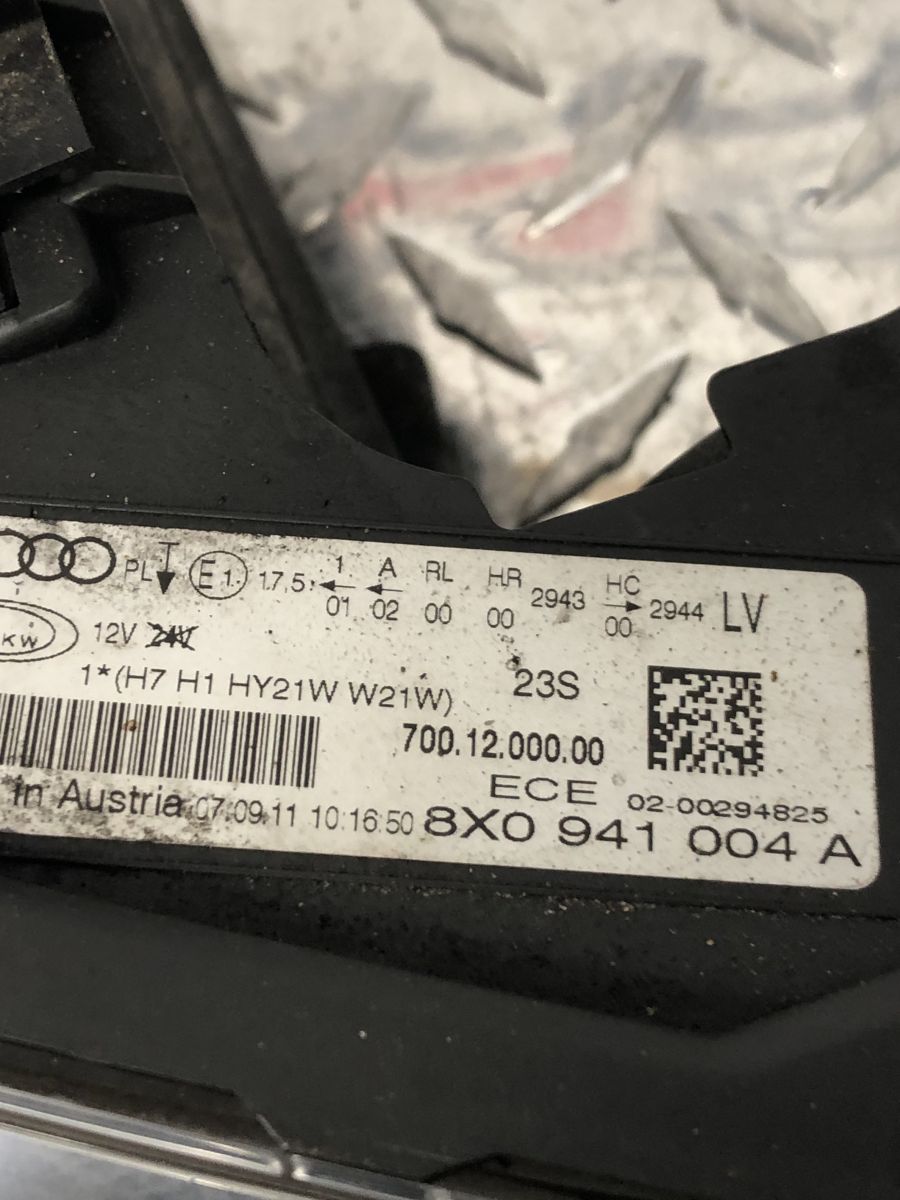 PL E1 17,5 1 A RL HR 2943 HC 2944 LV
01 02 00 00 00
KW 12V 24V
1*(H7 H1 HY21W W21W) 23S
700.12.000.00
ECE 02-00294825
in Austria 07.09.11 10:16:50 8X0 941 004 A